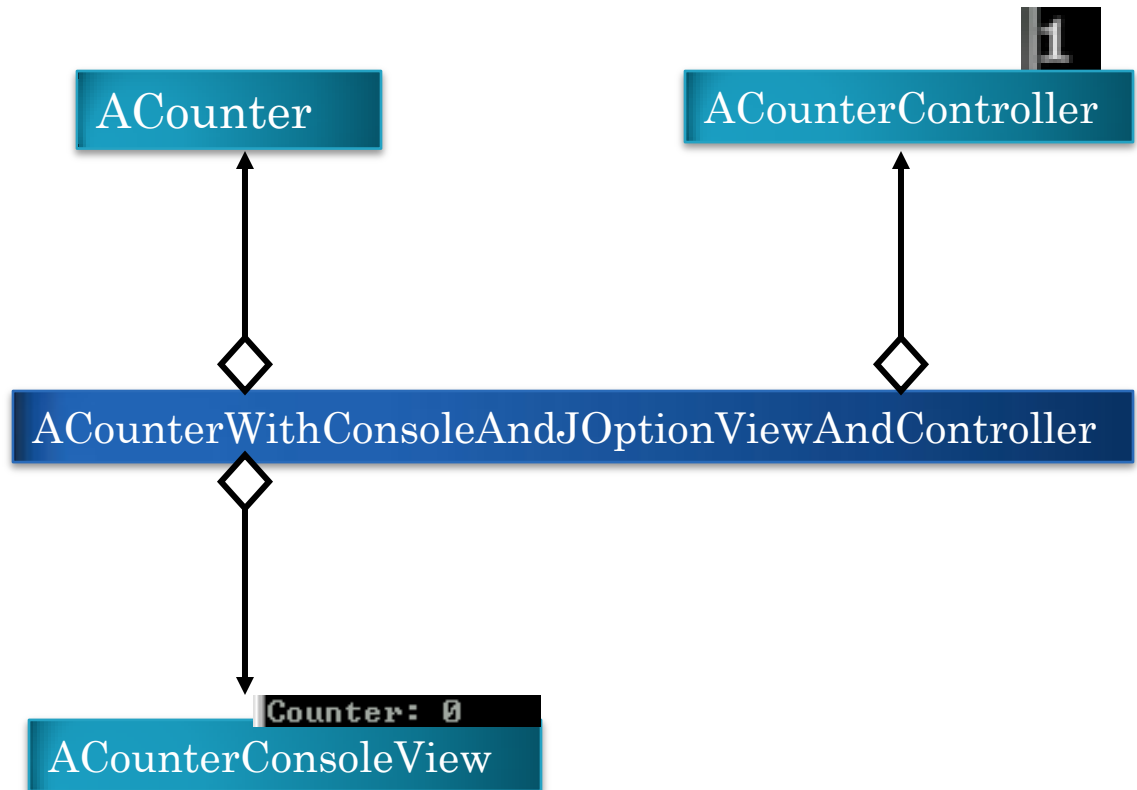 1
ACounter
ACounterController
ACounterWithConsoleAndJOptionViewAndController
Counter: 0
ACounterConsoleView